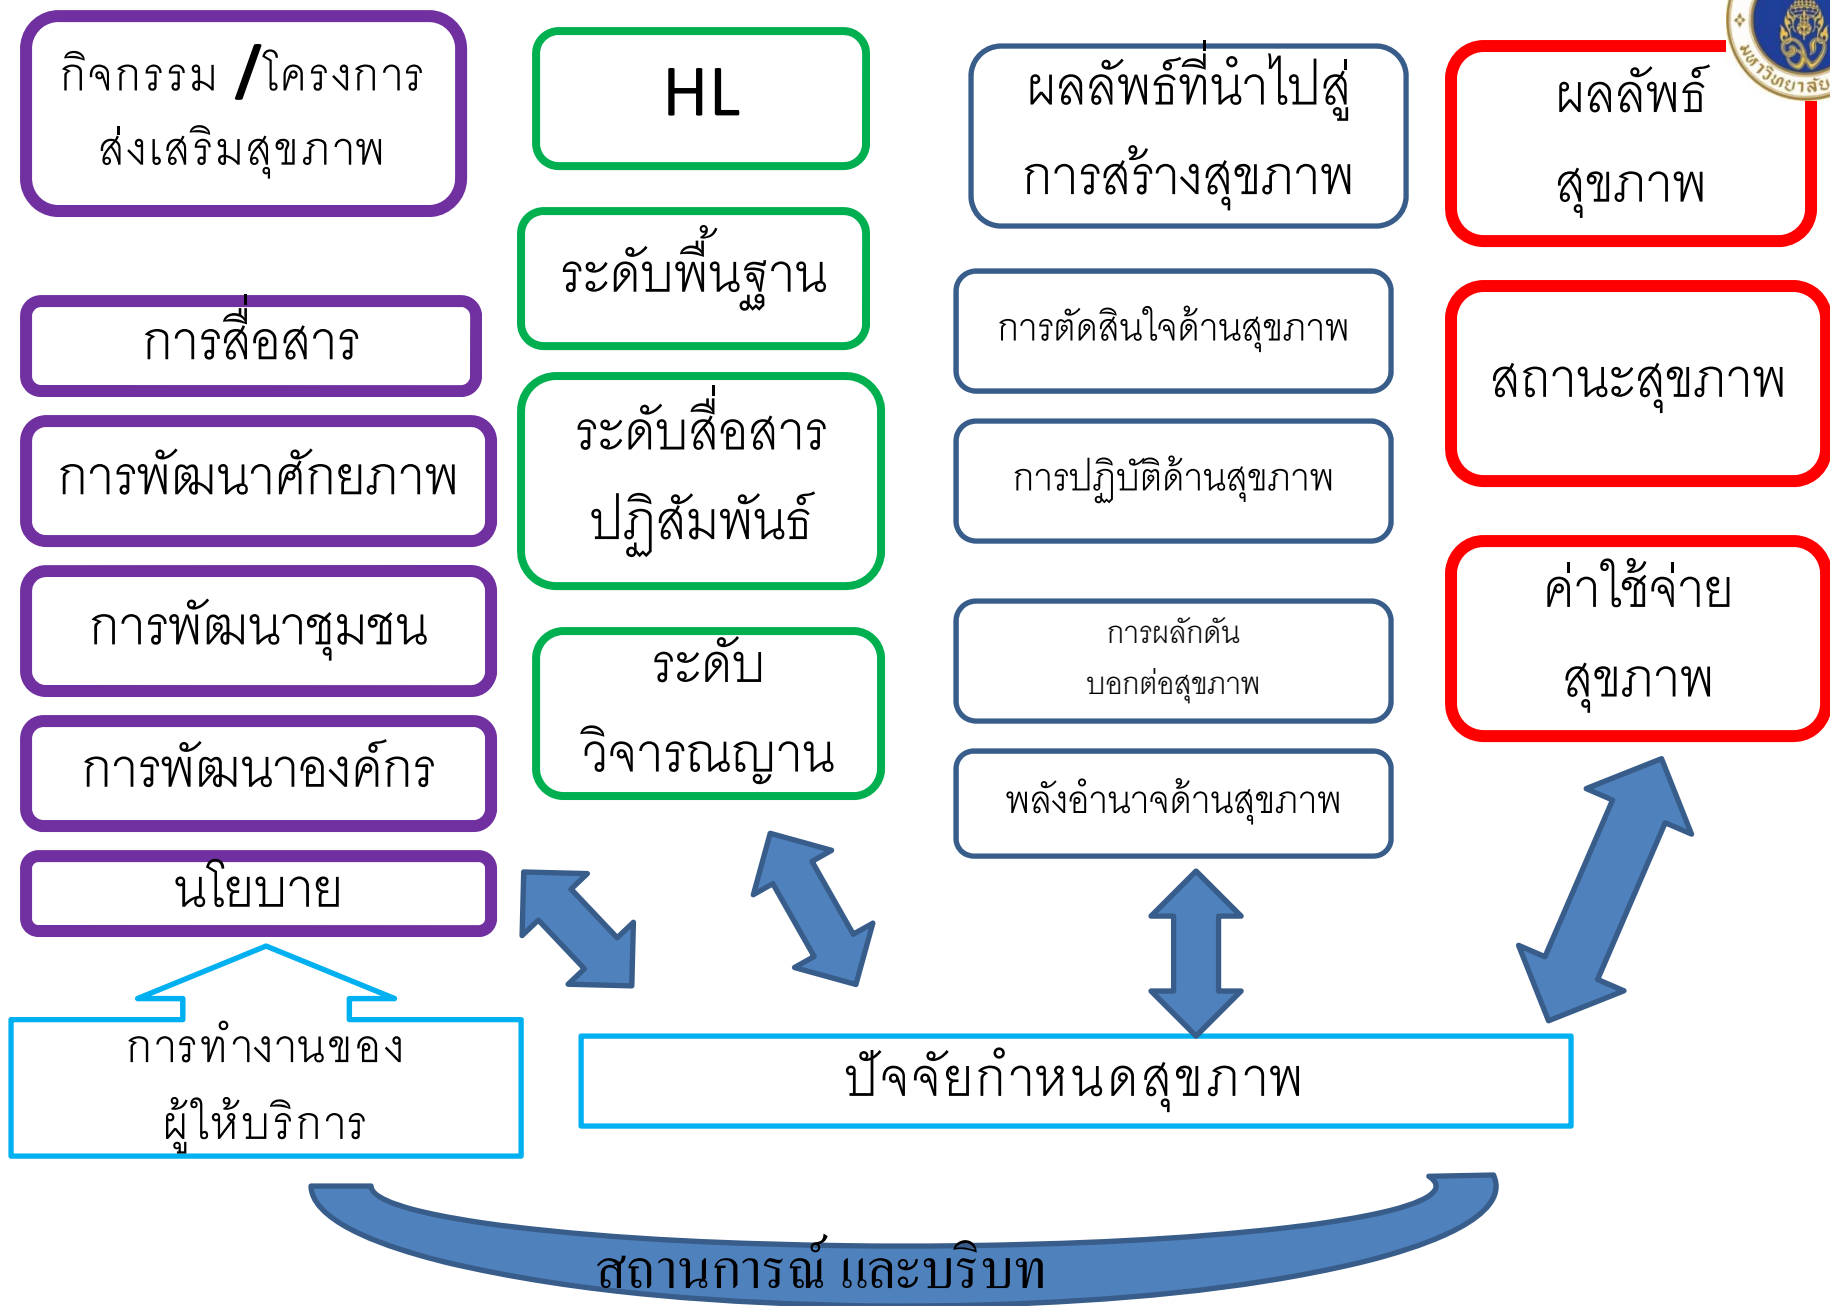 กิจกรรม /โครงการ
ส่งเสริมสุขภาพ
การสื่อสาร
การพัฒนาศักยภาพ
การพัฒนาชุมชน
การพัฒนาองค์กร
นโยบาย
การทำงานของ
ผู้ให้บริการ
HL
ระดับพื้นฐาน
ระดับสื่อสาร
ปฏิสัมพันธ์
ระดับ
วิจารณญาน
ผลลัพธ์ที่นำไปสู่
การสร้างสุขภาพ
การตัดสินใจด้านสุขภาพ
การปฏิบัติด้านสุขภาพ
การผลักดัน
บอกต่อสุขภาพ
พลังอำนาจด้านสุขภาพ
ผลลัพธ์
สุขภาพ
สถานะสุขภาพ
ค่าใช้จ่าย
สุขภาพ
ปัจจัยกำหนดสุขภาพ
สถานการณ์ และบริบท
มหาวิทยาลัย